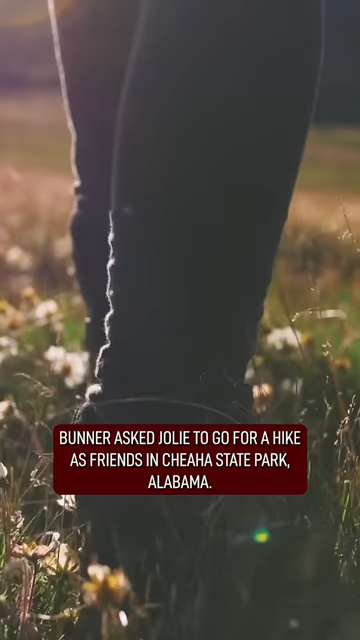 BUNNER ASKED JOLIE TO GO FOR A HIKE
AS FRIENDS IN CHEAHA STATE PARK,
ALABAMA.